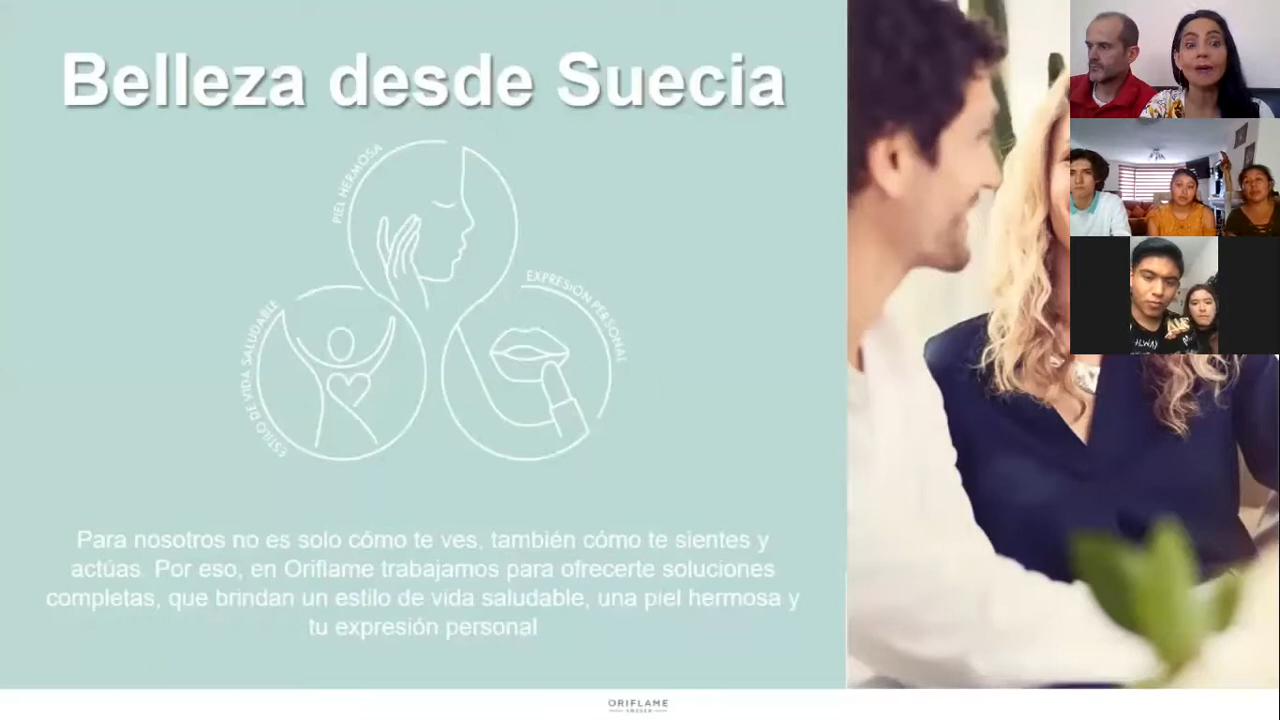 Belleza desde Suecia
PIEL HERMOSA
EXPRESIÓN PERSONAL
ESTILO DE VIDA SALUDABLE
Para nosotros no es solo cómo te ves, también cómo te sientes y
actúas. Por eso, en Oriflame trabajamos para ofrecerte soluciones
completas, que brindan un estilo de vida saludable, una piel hermosa y
tu expresión personal
ORIFLAME
SWEDEN